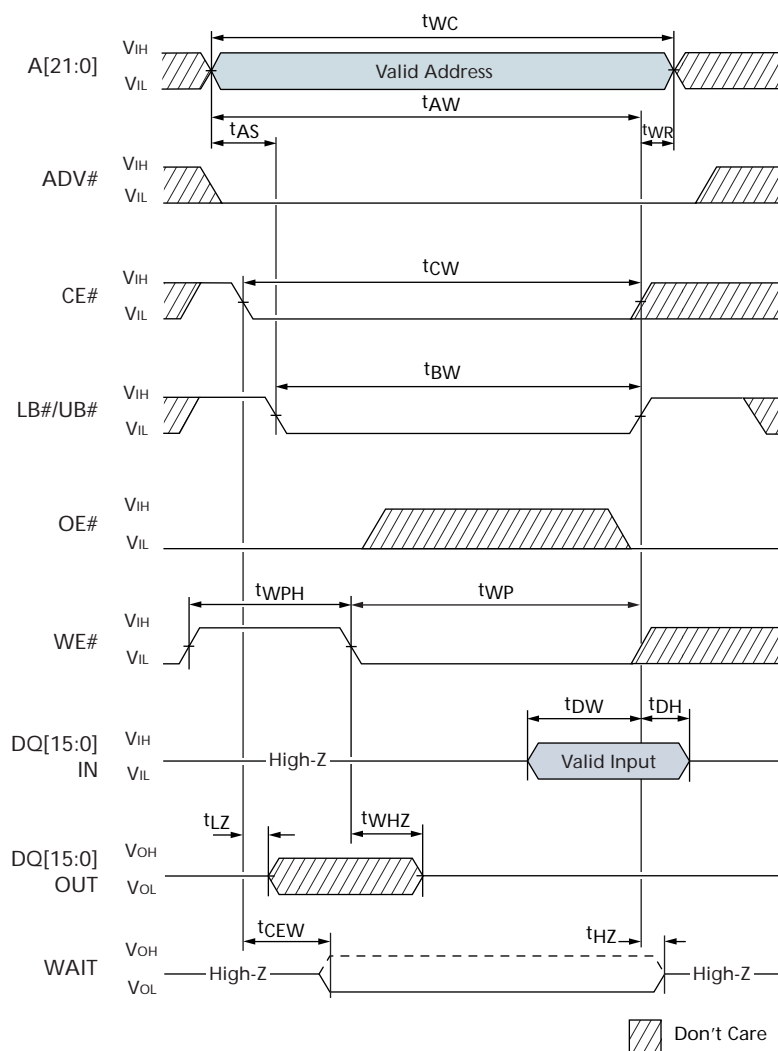 tWC
A[21:0] VIH
VIL
Valid Address
tAW
tAS
tWR
ADV# VIH
VIL
tCW
CE# VIH
VIL
tBW
LB#/UB# VIH
VIL
OE# VIH
VIL
tWPH tWP
WE# VIH
VIL
tDW tDH
DQ[15:0] IN VIH
VIL
High-Z
Valid Input
tLZ tWHZ
DQ[15:0] OUT VOH
VOL
tCEW tHZ
WAIT VOH
VOL
High-Z
High-Z
Don't Care